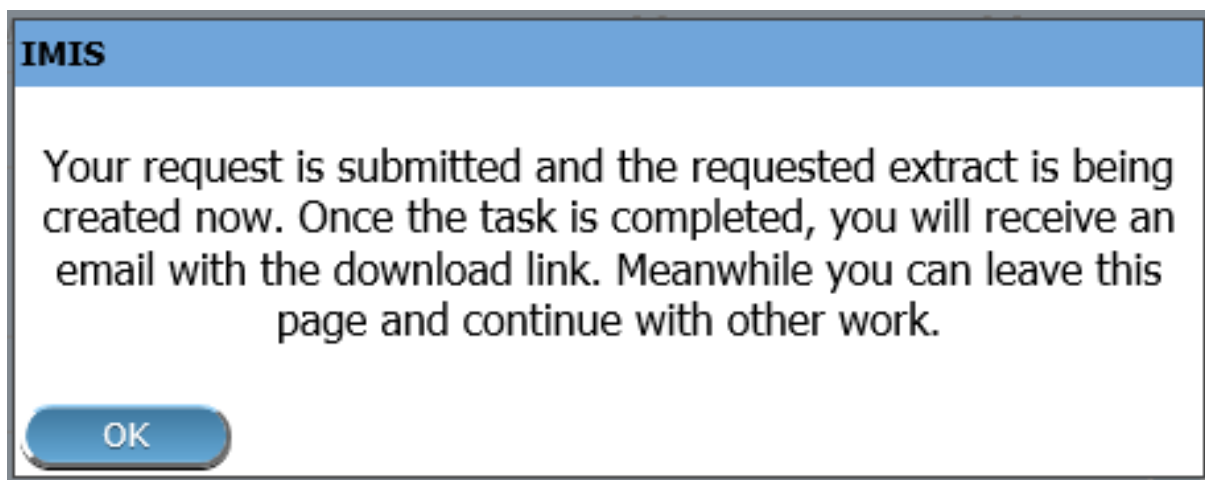 IMIS
Your request is submitted and the requested extract is being
created now. Once the task is completed, you will receive an
email with the download link. Meanwhile you can leave this
page and continue with other work.
OK